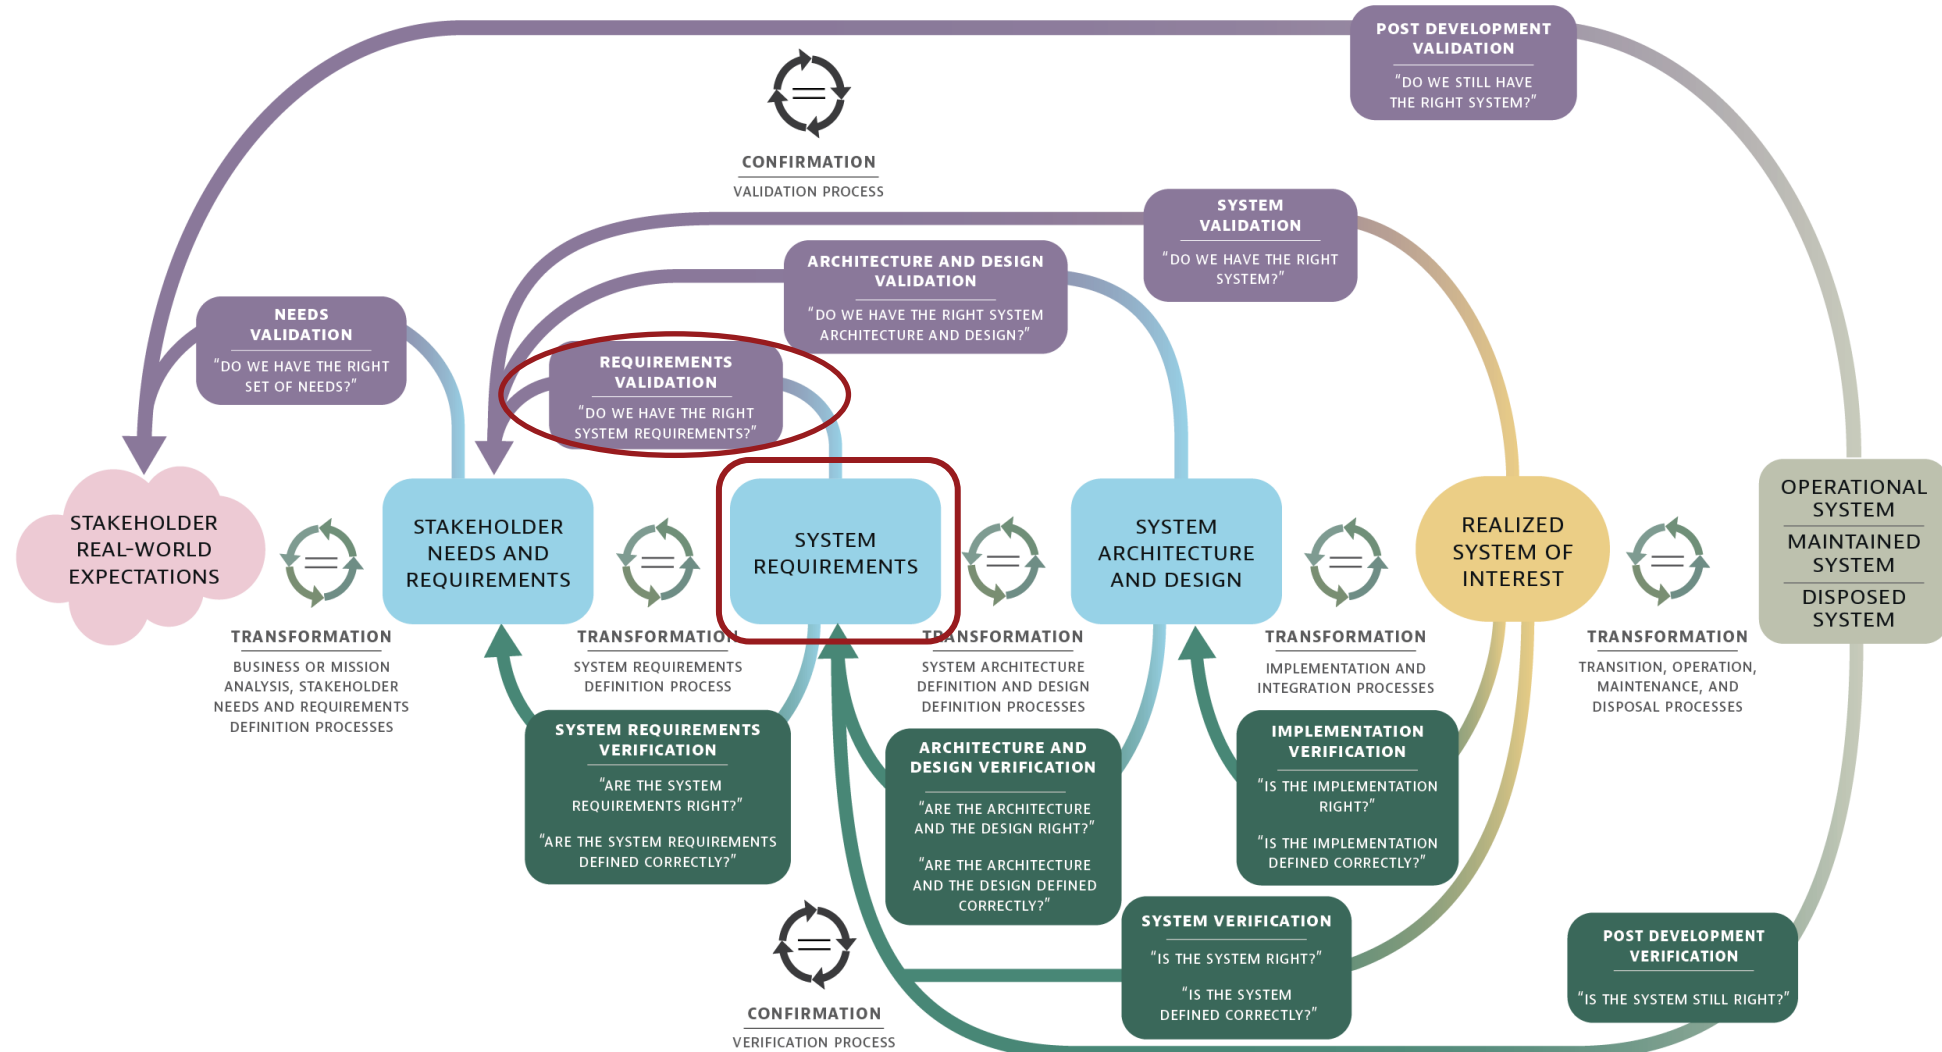 POST DEVELOPMENT
VALIDATION
“DO WE STILL HAVE
THE RIGHT SYSTEM?”
CONFIRMATION
VALIDATION PROCESS
SYSTEM
VALIDATION
“DO WE HAVE THE RIGHT
SYSTEM?”
ARCHITECTURE AND DESIGN
VALIDATION
“DO WE HAVE THE RIGHT SYSTEM
ARCHITECTURE AND DESIGN?”
NEEDS
VALIDATION
“DO WE HAVE THE RIGHT
SET OF NEEDS?”
REQUIREMENTS
VALIDATION
“DO WE HAVE THE RIGHT
SYSTEM REQUIREMENTS?”
STAKEHOLDER
REAL-WORLD
EXPECTATIONS
STAKEHOLDER
NEEDS AND
REQUIREMENTS
SYSTEM
REQUIREMENTS
SYSTEM
ARCHITECTURE
AND DESIGN
REALIZED
SYSTEM OF
INTEREST
OPERATIONAL
SYSTEM
MAINTAINED
SYSTEM
DISPOSED
SYSTEM
TRANSFORMATION
BUSINESS OR MISSION
ANALYSIS, STAKEHOLDER
NEEDS AND REQUIREMENTS
DEFINITION PROCESSES
TRANSFORMATION
SYSTEM REQUIREMENTS
DEFINITION PROCESS
TRANSFORMATION
SYSTEM ARCHITECTURE
DEFINITION AND DESIGN
DEFINITION PROCESSES
TRANSFORMATION
IMPLEMENTATION AND
INTEGRATION PROCESSES
TRANSFORMATION
TRANSITION, OPERATION,
MAINTENANCE, AND
DISPOSAL PROCESSES
SYSTEM REQUIREMENTS
VERIFICATION
“ARE THE SYSTEM
REQUIREMENTS RIGHT?”
“ARE THE SYSTEM REQUIREMENTS
DEFINED CORRECTLY?”
ARCHITECTURE AND
DESIGN VERIFICATION
“ARE THE ARCHITECTURE
AND THE DESIGN RIGHT?”
“ARE THE ARCHITECTURE
AND THE DESIGN DEFINED
CORRECTLY?”
IMPLEMENTATION
VERIFICATION
“IS THE IMPLEMENTATION
RIGHT?”
“IS THE IMPLEMENTATION
DEFINED CORRECTLY?”
SYSTEM VERIFICATION
“IS THE SYSTEM RIGHT?”
“IS THE SYSTEM
DEFINED CORRECTLY?”
POST DEVELOPMENT
VERIFICATION
“IS THE SYSTEM STILL RIGHT?”
CONFIRMATION
VERIFICATION PROCESS